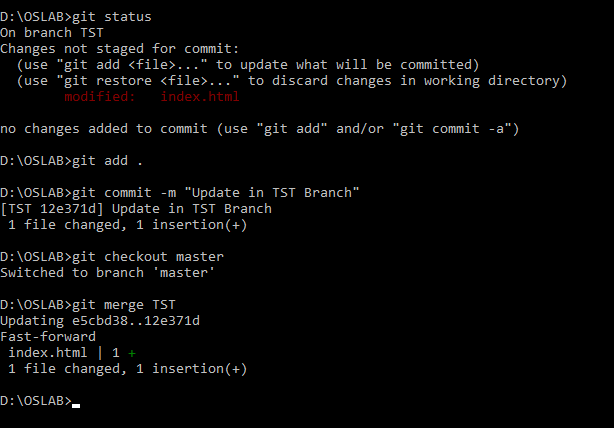 D:\OSLAB>git status
On branch TST
Changes not staged for commit:
  (use "git add <file>..." to update what will be committed)
  (use "git restore <file>..." to discard changes in working directory)
        modified:   index.html

no changes added to commit (use "git add" and/or "git commit -a")

D:\OSLAB>git add .

D:\OSLAB>git commit -m "Update in TST Branch"
[TST 12e371d] Update in TST Branch
 1 file changed, 1 insertion(+)

D:\OSLAB>git checkout master
Switched to branch 'master'

D:\OSLAB>git merge TST
Updating e5cbd38..12e371d
Fast-forward
 index.html | 1 +
 1 file changed, 1 insertion(+)

D:\OSLAB>